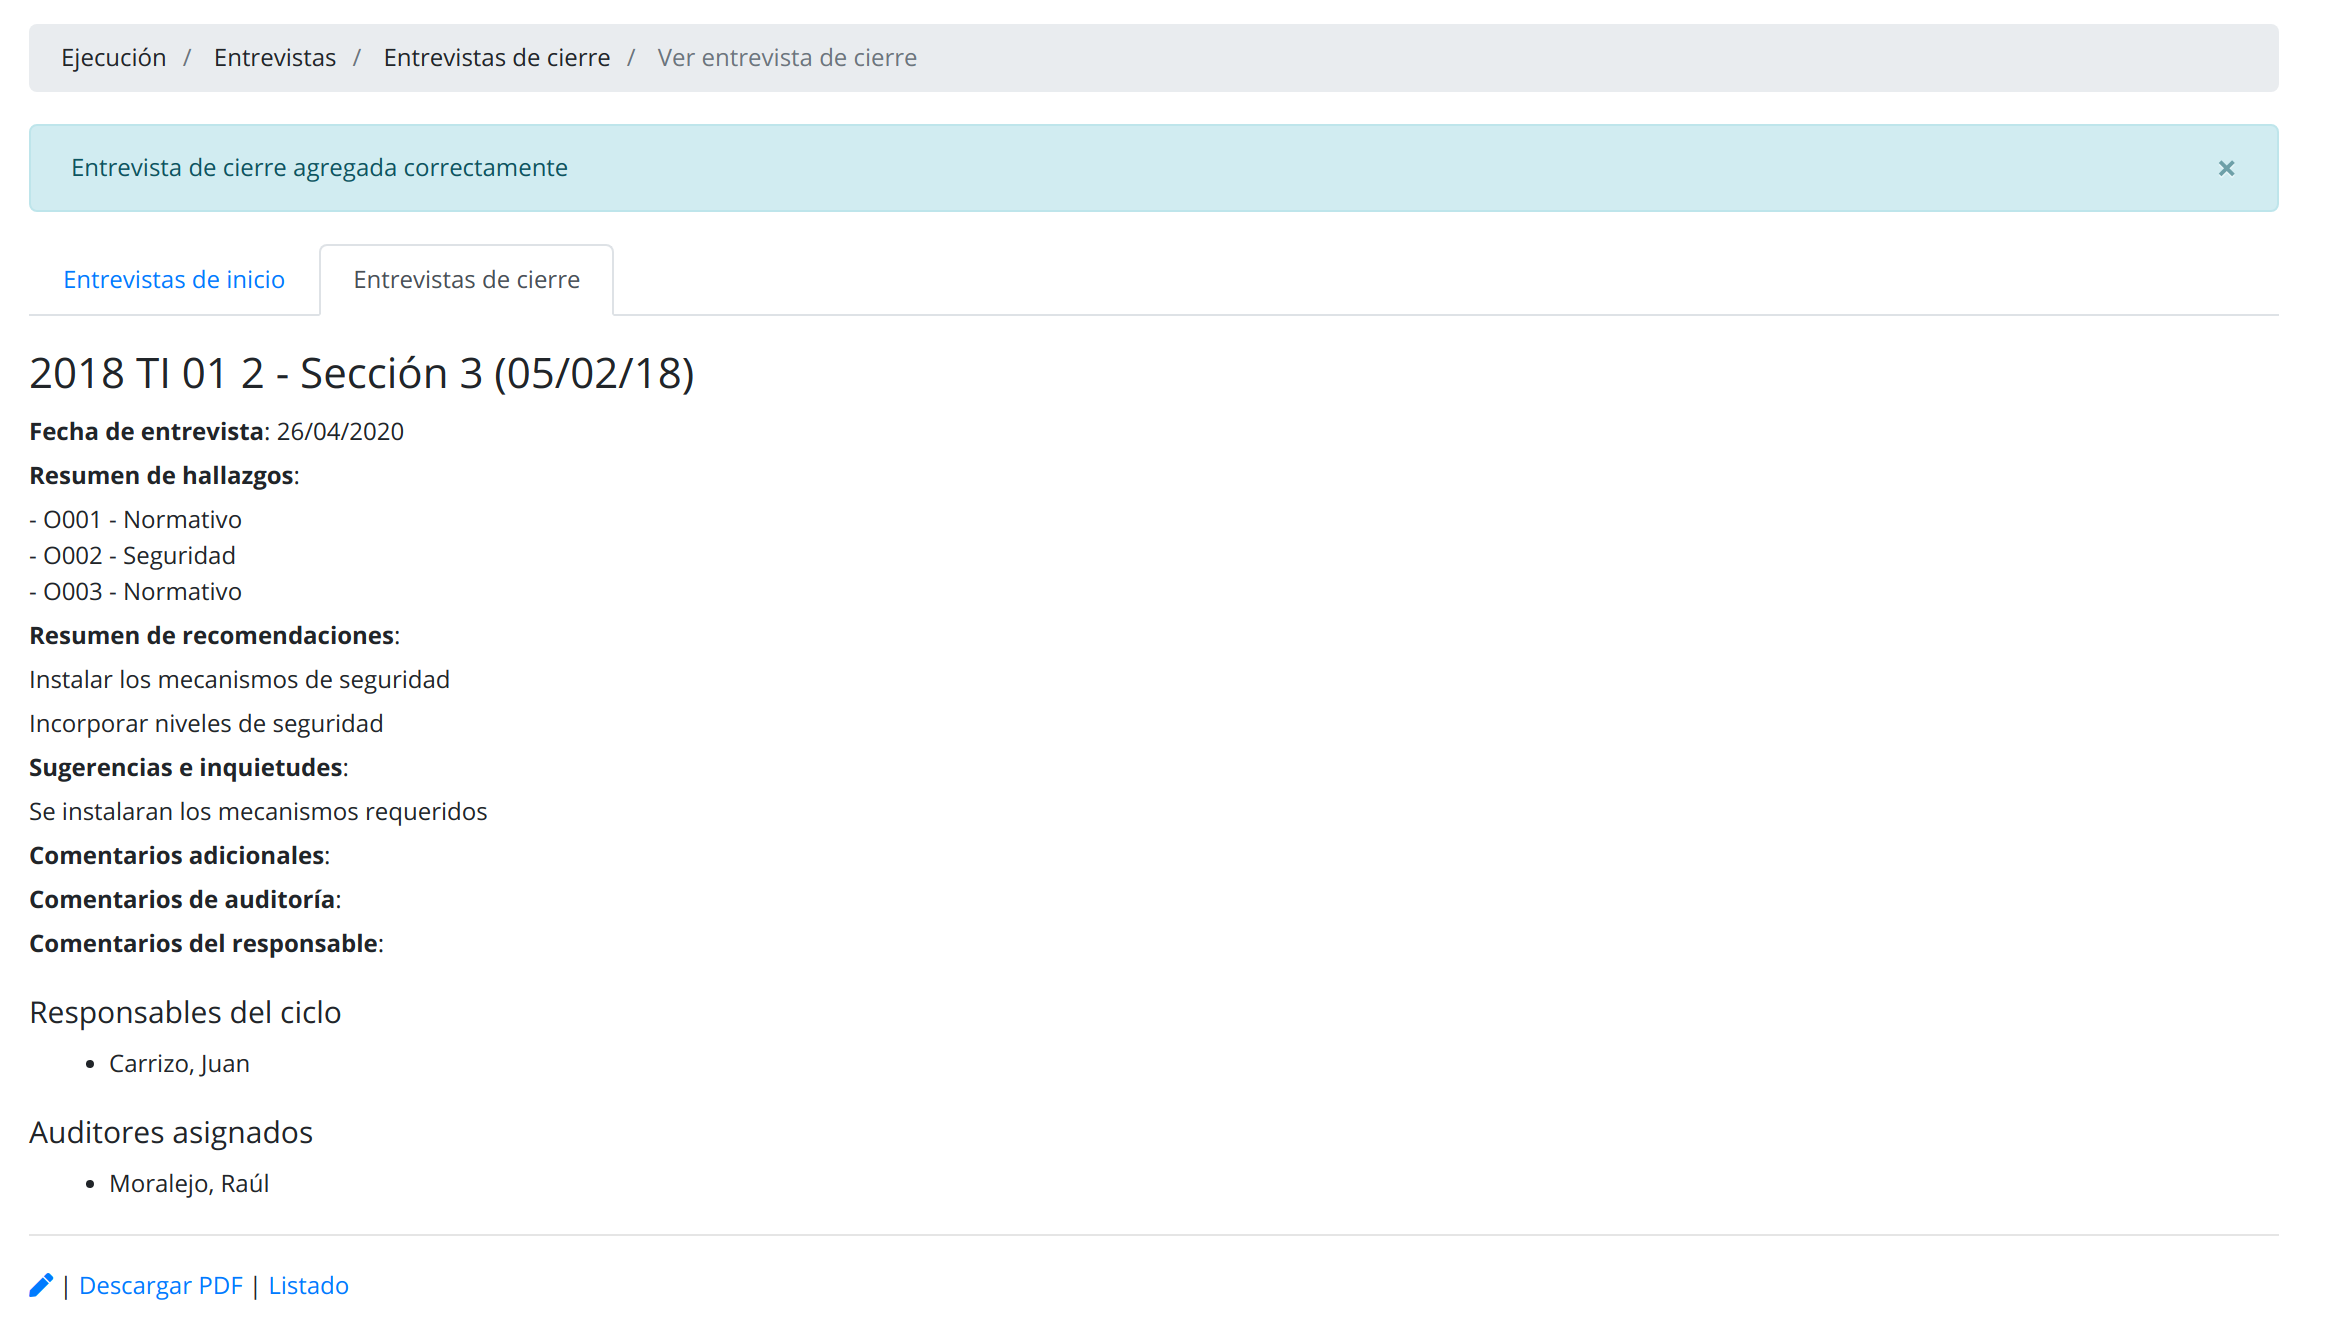 Ejecución / Entrevistas / Entrevistas de cierre / Ver entrevista de cierre
Entrevista de cierre agregada correctamente ×
Entrevistas de inicio Entrevistas de cierre
2018 TI 01 2 - Sección 3 (05/02/18)
Fecha de entrevista: 26/04/2020
Resumen de hallazgos:
- O001 - Normativo
- O002 - Seguridad
- O003 - Normativo
Resumen de recomendaciones:
Instalar los mecanismos de seguridad
Incorporar niveles de seguridad
Sugerencias e inquietudes:
Se instalaran los mecanismos requeridos
Comentarios adicionales:
Comentarios de auditoría:
Comentarios del responsable:
Responsables del ciclo
• Carrizo, Juan
Auditores asignados
• Moralejo, Raúl
| Descargar PDF | Listado